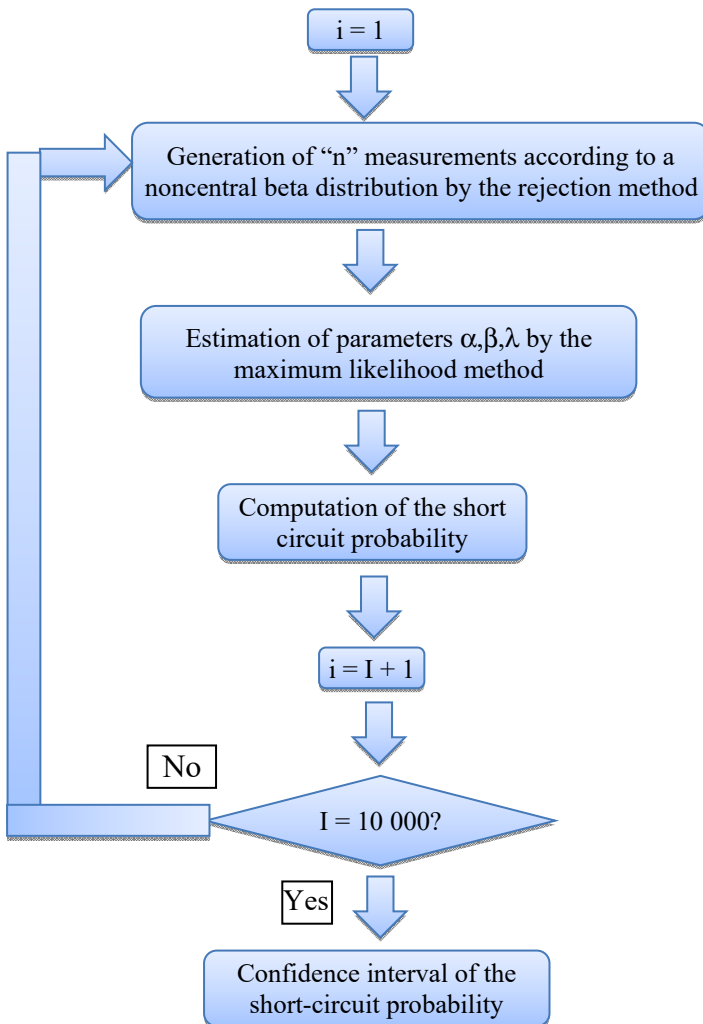 i = 1
Generation of “n” measurements according to a
noncentral beta distribution by the rejection method
Estimation of parameters α,β,λ by the
maximum likelihood method
Computation of the short
circuit probability
i = I + 1
No
I = 10 000?
Yes
Confidence interval of the
short-circuit probability